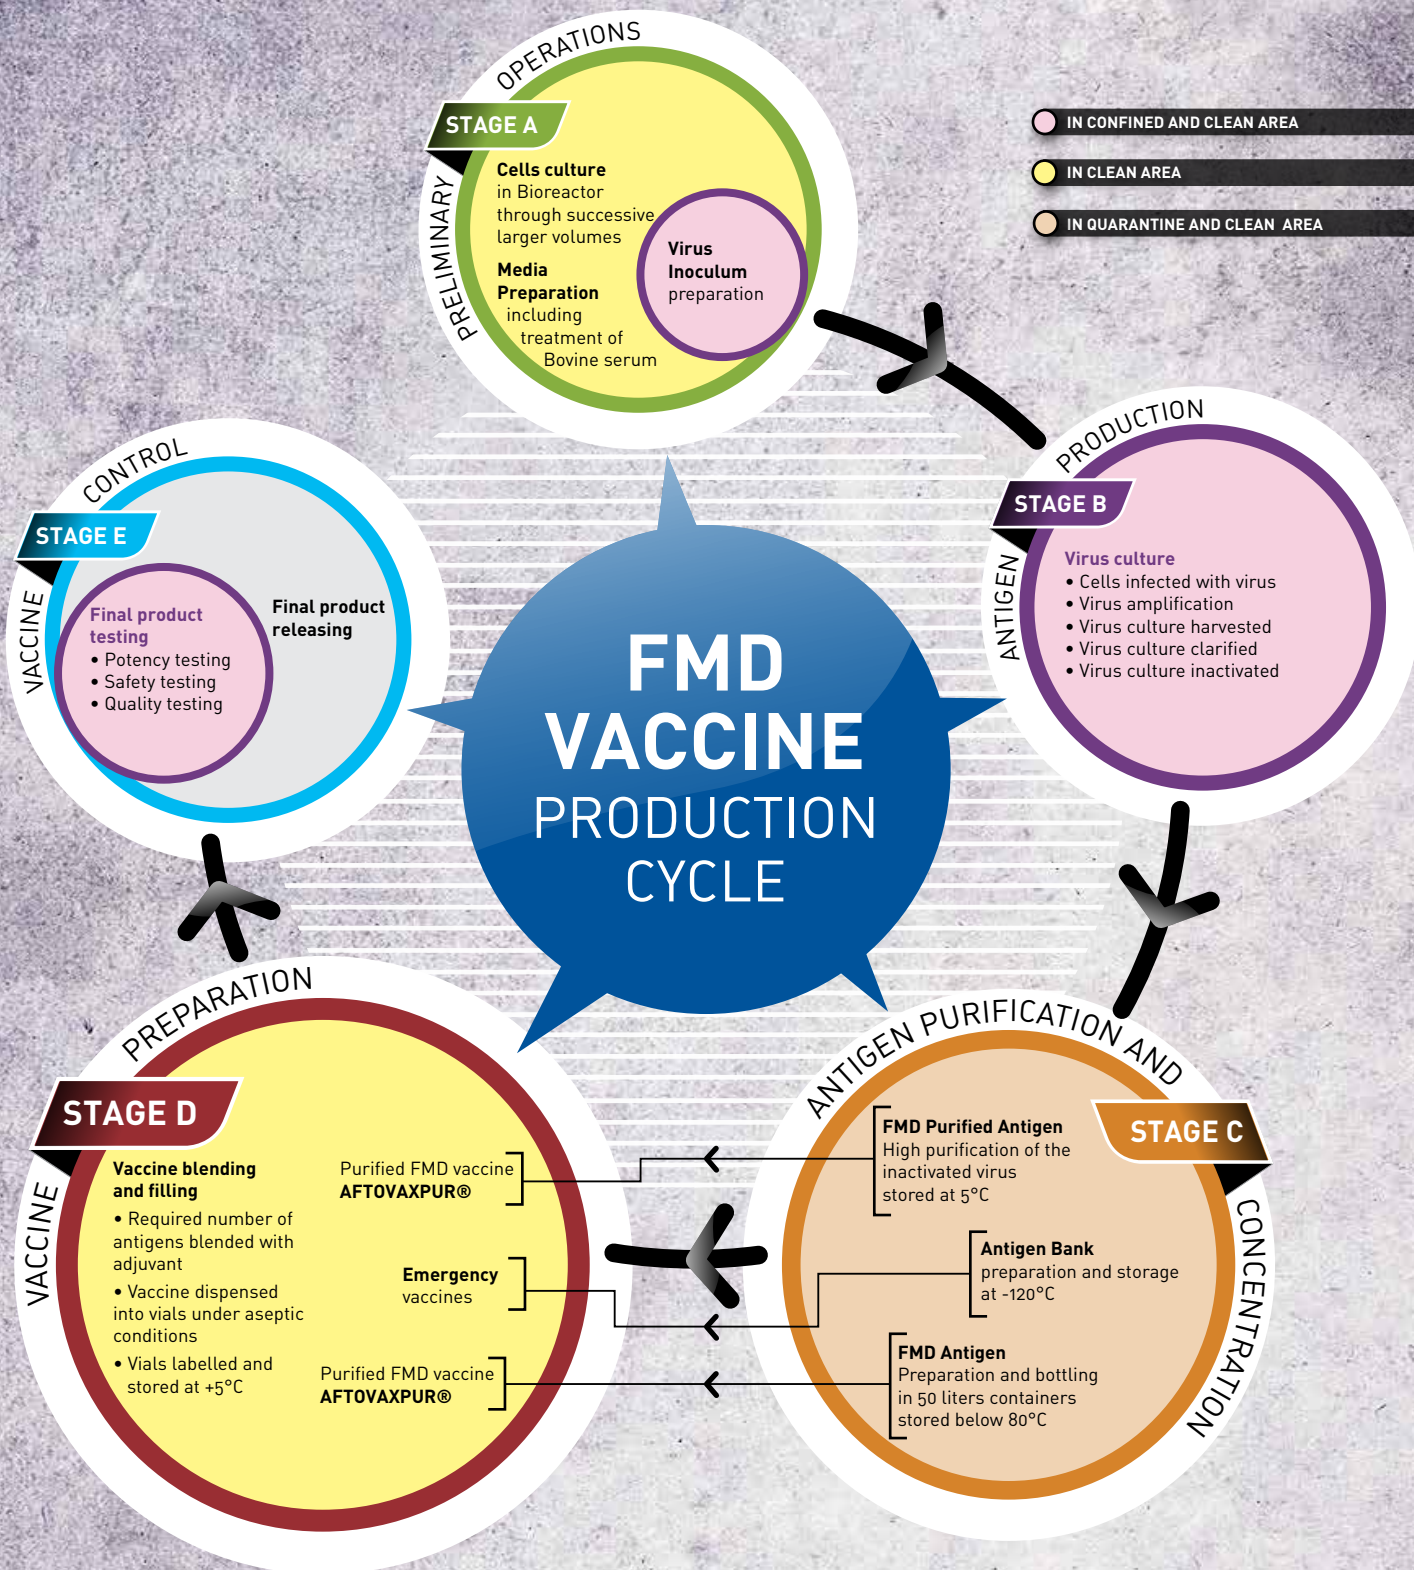 PRELIMINARY OPERATIONS
STAGE A
Cells culture
in Bioreactor
through successive
larger volumes
Media
Preparation
including
treatment of
Bovine serum
Virus
Inoculum
preparation
IN CONFINED AND CLEAN AREA
IN CLEAN AREA
IN QUARANTINE AND CLEAN AREA
ANTIGEN PRODUCTION
STAGE B
Virus culture
• Cells infected with virus
• Virus amplification
• Virus culture harvested
• Virus culture clarified
• Virus culture inactivated
VACCINE CONTROL
STAGE E
Final product
testing
• Potency testing
• Safety testing
• Quality testing
Final product
releasing
FMD
VACCINE
PRODUCTION
CYCLE
ANTIGEN PURIFICATION AND CONCENTRATION
STAGE C
FMD Purified Antigen
High purification of the
inactivated virus
stored at 5°C
Antigen Bank
preparation and storage
at -120°C
FMD Antigen
Preparation and bottling
in 50 liters containers
stored below 80°C
VACCINE PREPARATION
STAGE D
Vaccine blending
and filling
• Required number of
antigens blended with
adjuvant
• Vaccine dispensed
into vials under aseptic
conditions
• Vials labelled and
stored at +5°C
Purified FMD vaccine
AFTOVAXPUR®
Emergency
vaccines
Purified FMD vaccine
AFTOVAXPUR®